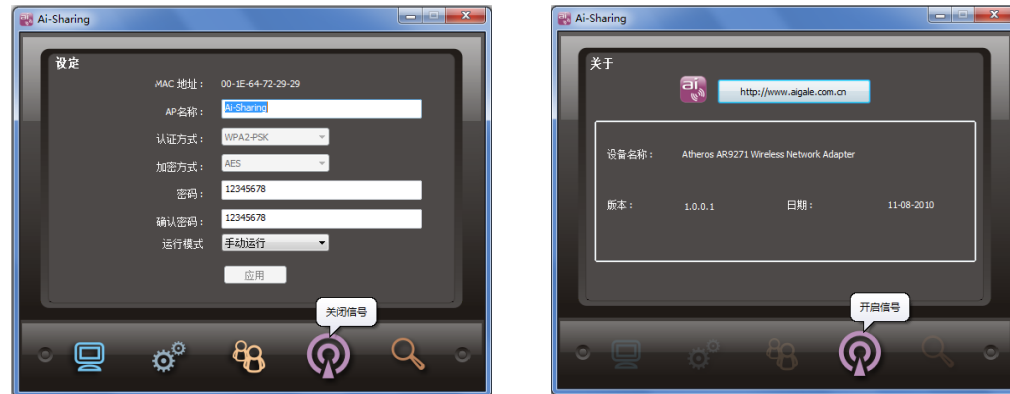 Ai-Sharing
设定
MAC 地址： 00-1E-64-72-29-29
AP名称： Ai-Sharing
认证方式： WPA2-PSK
加密方式： AES
密码： 12345678
确认密码： 12345678
运行模式 手动运行
应用
关闭信号
Ai-Sharing
关于
ai http://www.aigale.com.cn
设备名称： Atheros AR9271 Wireless Network Adapter
版本： 1.0.0.1 日期： 11-08-2010
开启信号